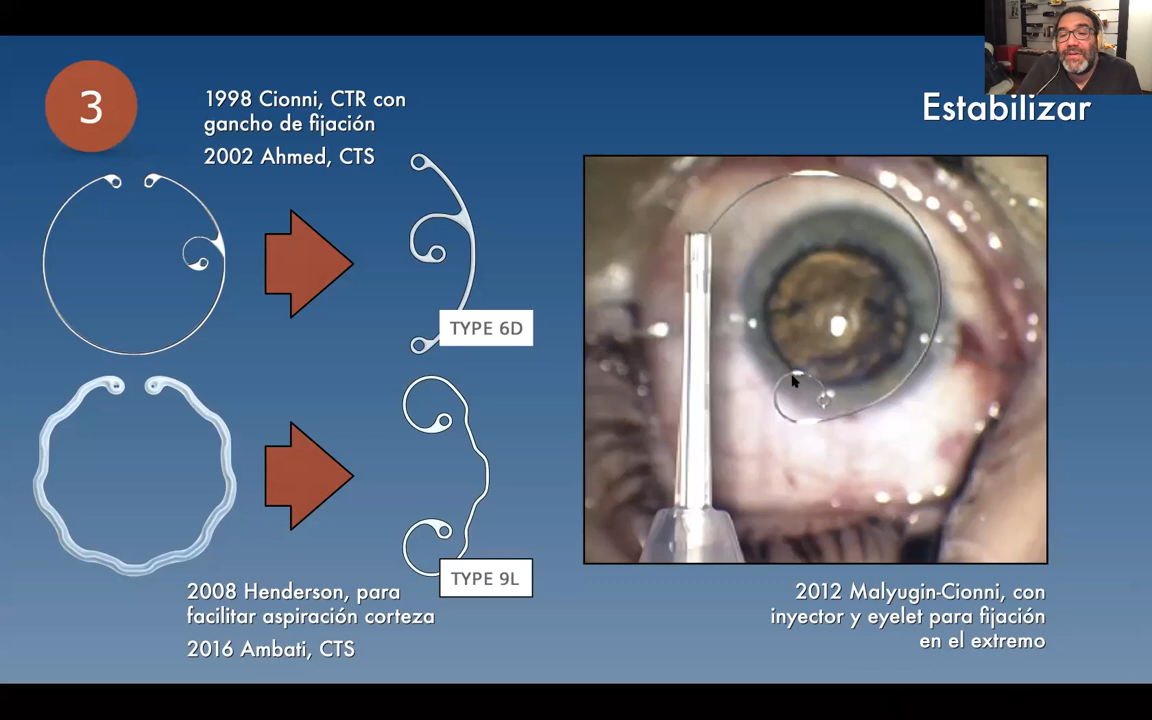 3
1998 Cionni, CTR con
gancho de fijación
2002 Ahmed, CTS
Estabilizar
TYPE 6D
TYPE 9L
2008 Henderson, para
facilitar aspiración corteza
2016 Ambati, CTS
2012 Malyugin-Cionni, con
inyector y eyelet para fijación
en el extremo